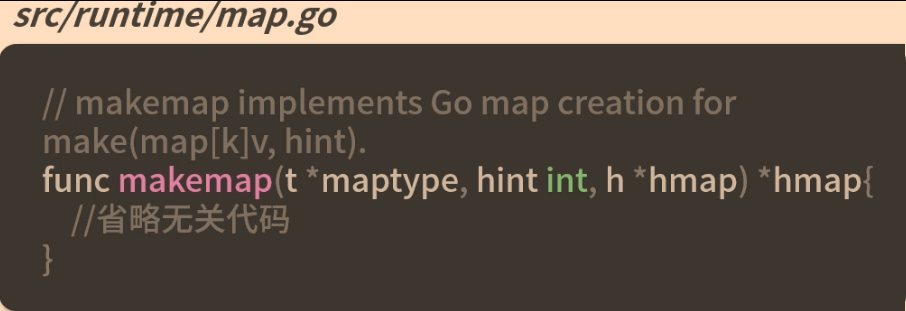 src/runtime/map.go
// makemap implements Go map creation for
make(map[k]v, hint).
func makemap(t *maptype, hint int, h *hmap) *hmap{
//省略无关代码
}